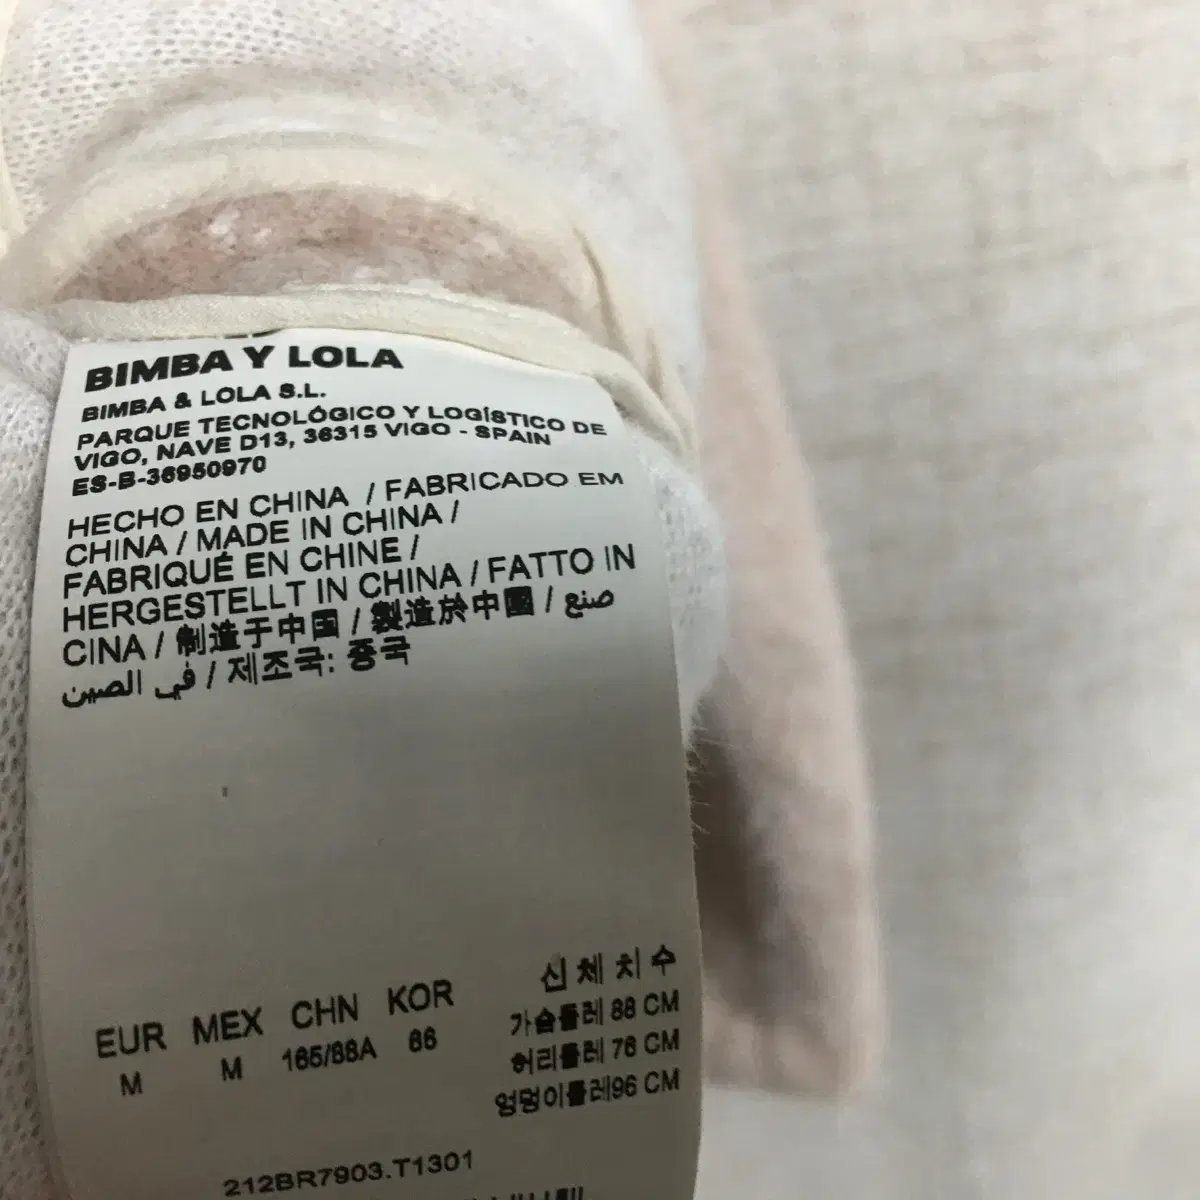 BIMBA Y LOLA
BIMBA & LOLA S.L.
PARQUE TECNOLÓGICO Y LOGÍSTICO DE
VIGO, NAVE D13, 36315 VIGO - SPAIN
ES-B-36950970
HECHO EN CHINA / FABRICADO EM
CHINA / MADE IN CHINA /
FABRIQUÉ EN CHINE /
HERGESTELLT IN CHINA / FATTO IN
CINA / 制造于中国 / 製造於中國 / صنع
في الصين / 제조국: 중국
신체치수
EUR MEX CHN KOR
가슴둘레 88 CM
M M 165/88A 88
허리둘레 76 CM
엉덩이둘레96 CM
212BR7903.T1301